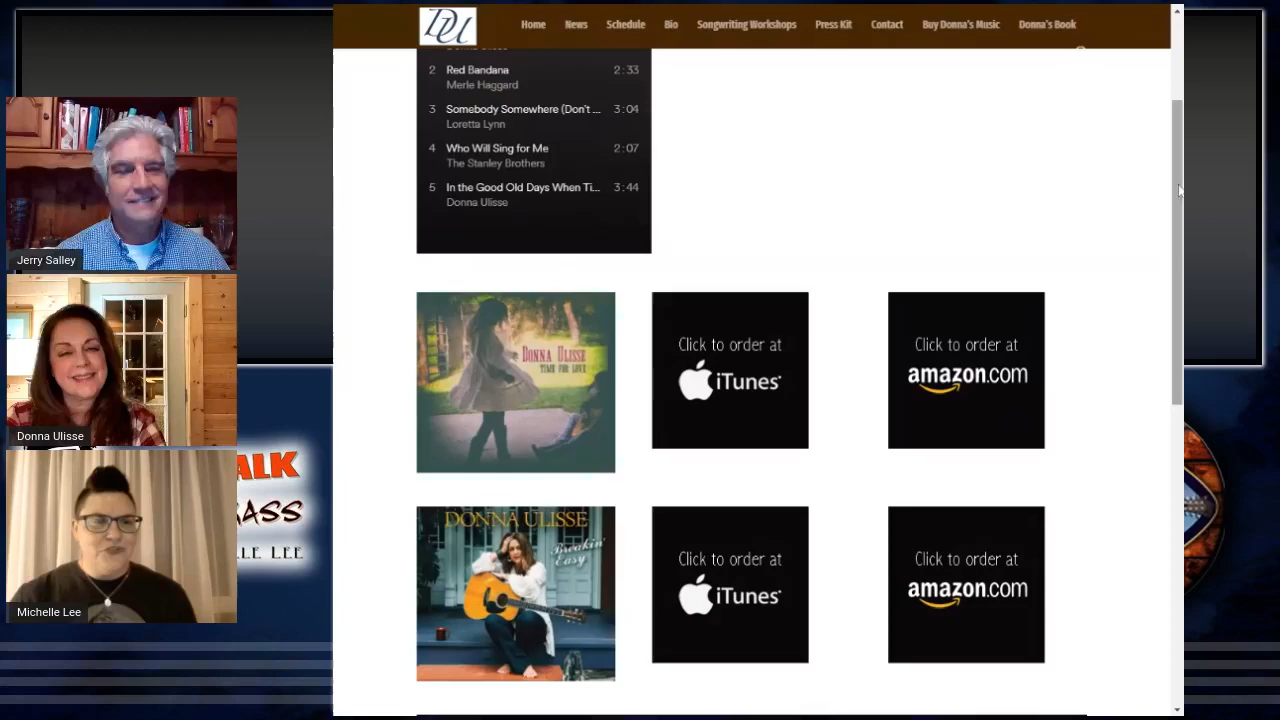 DU
Home News Schedule Bio Songwriting Workshops Press Kit Contact Buy Donna's Music Donna's Book
2 Red Bandana 2:33
Merle Haggard
3 Somebody Somewhere (Don't ... 3:04
Loretta Lynn
4 Who Will Sing for Me 2:07
The Stanley Brothers
5 In the Good Old Days When Ti... 3:44
Donna Ulisse
DONNA ULISSE
TIME FOR LOVE
Click to order at
iTunes
Click to order at
amazon.com
DONNA ULISSE
Breakin'
Easy
Click to order at
iTunes
Click to order at
amazon.com
Jerry Salley
Donna Ulisse
Michelle Lee
ALK
ASS
LLE LEE